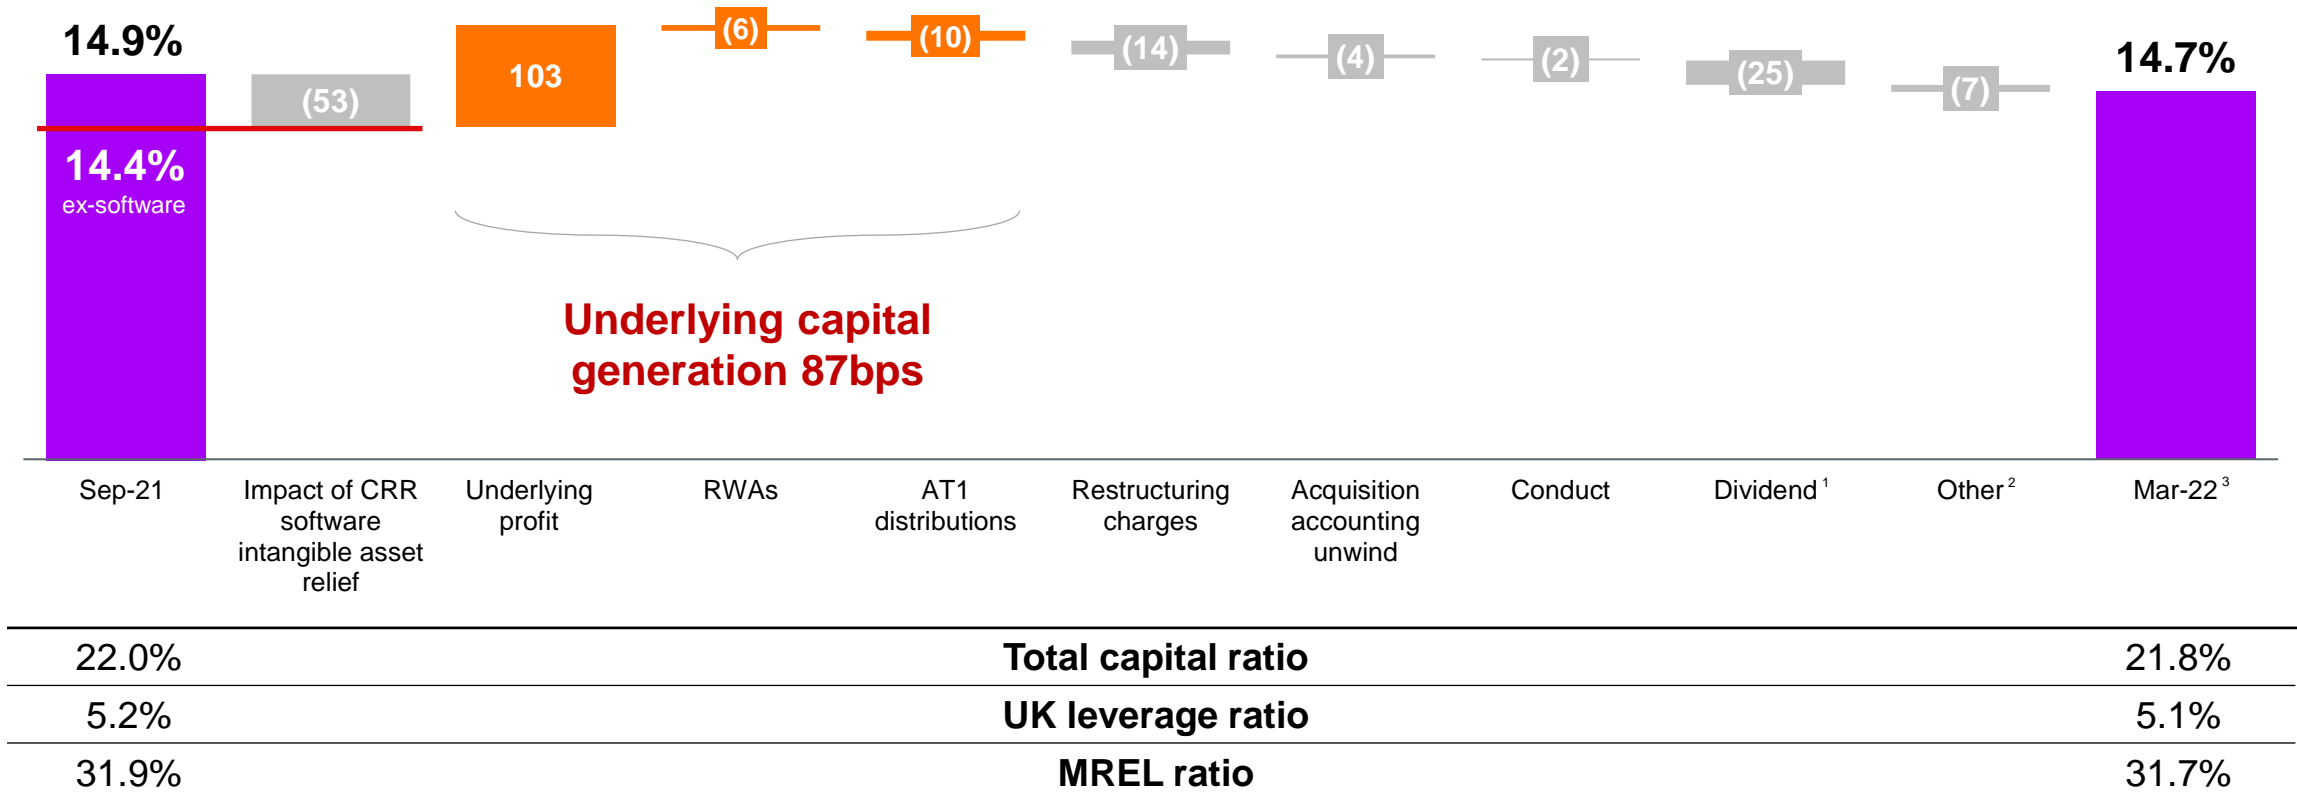 14.9%
14.4%
ex-software
(53)
103
(6)
(10)
(14)
(4)
(2)
(25)
(7)
14.7%
Underlying capital
generation 87bps
Sep-21
Impact of CRR
software
intangible asset
relief
Underlying
profit
RWAs
AT1
distributions
Restructuring
charges
Acquisition
accounting
unwind
Conduct
Dividend 1
Other 2
Mar-22 3
22.0% Total capital ratio 21.8%
5.2% UK leverage ratio 5.1%
31.9% MREL ratio 31.7%